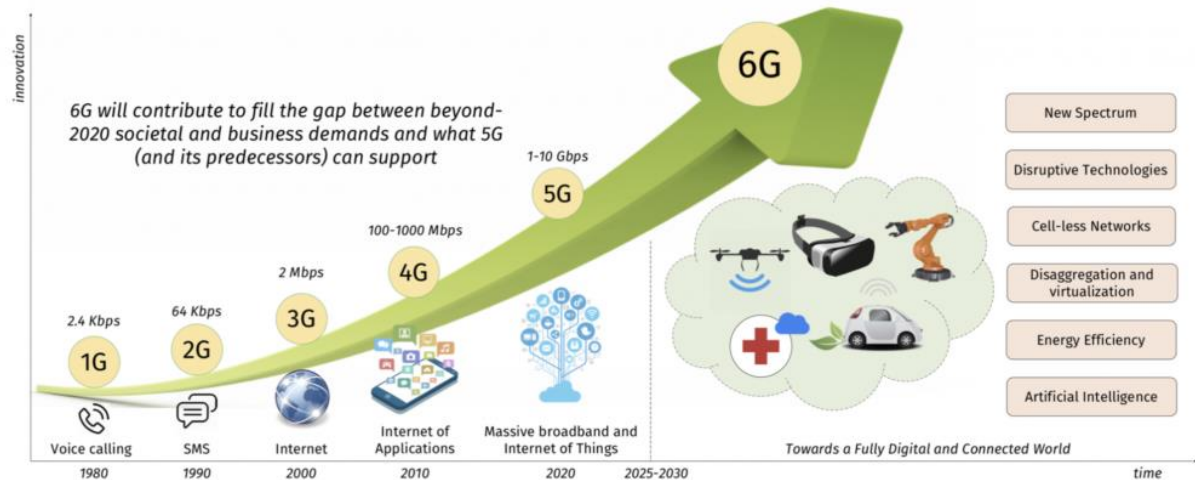 innovation
6G will contribute to fill the gap between beyond-
2020 societal and business demands and what 5G
(and its predecessors) can support
6G
1-10 Gbps
5G
100-1000 Mbps
4G
2 Mbps
3G
64 Kbps
2G
2.4 Kbps
1G
New Spectrum
Disruptive Technologies
Cell-less Networks
Disaggregation and
virtualization
Energy Efficiency
Artificial Intelligence
Voice calling
SMS
Internet
Internet of
Applications
Massive broadband and
Internet of Things
Towards a Fully Digital and Connected World
1980
1990
2000
2010
2020
2025-2030
time